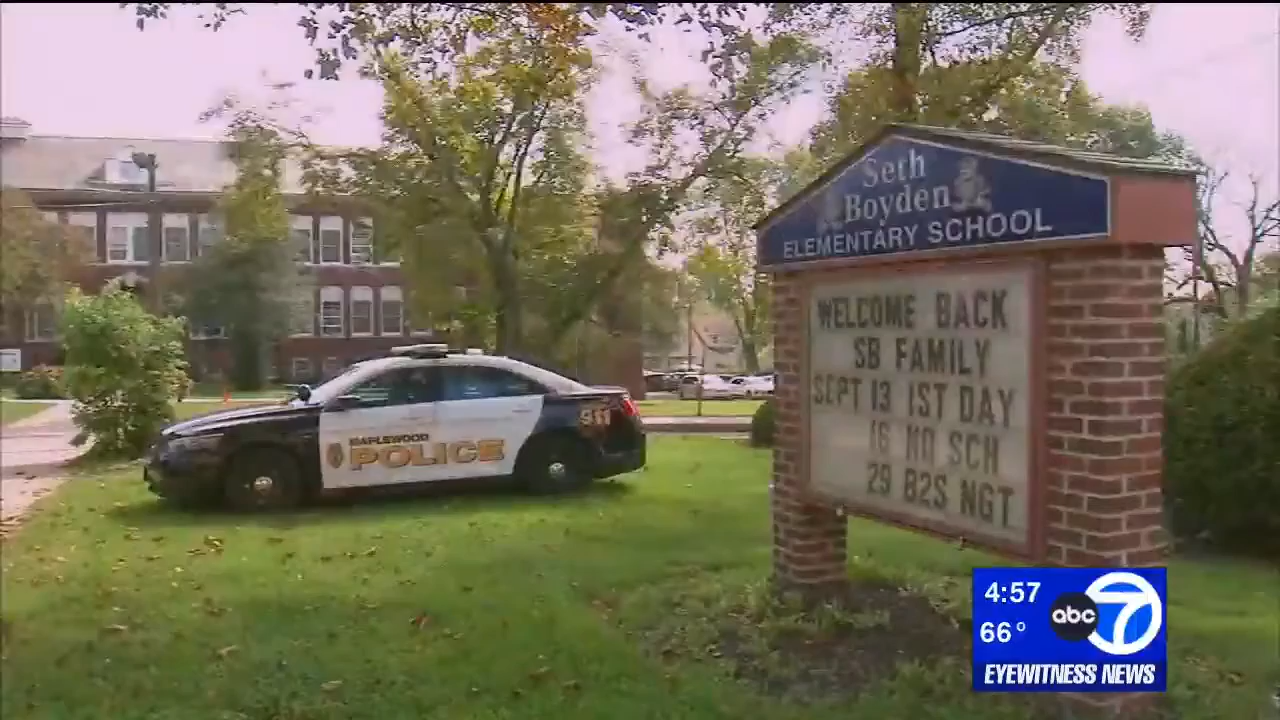 Seth
Boyden
ELEMENTARY SCHOOL
WELCOME BACK
SB FAMILY
SEPT 13 1ST DAY
16 NO SCH
29 B2S NGT
MAPLEWOOD
POLICE
911
4:57
66°
abc 7
EYEWITNESS NEWS